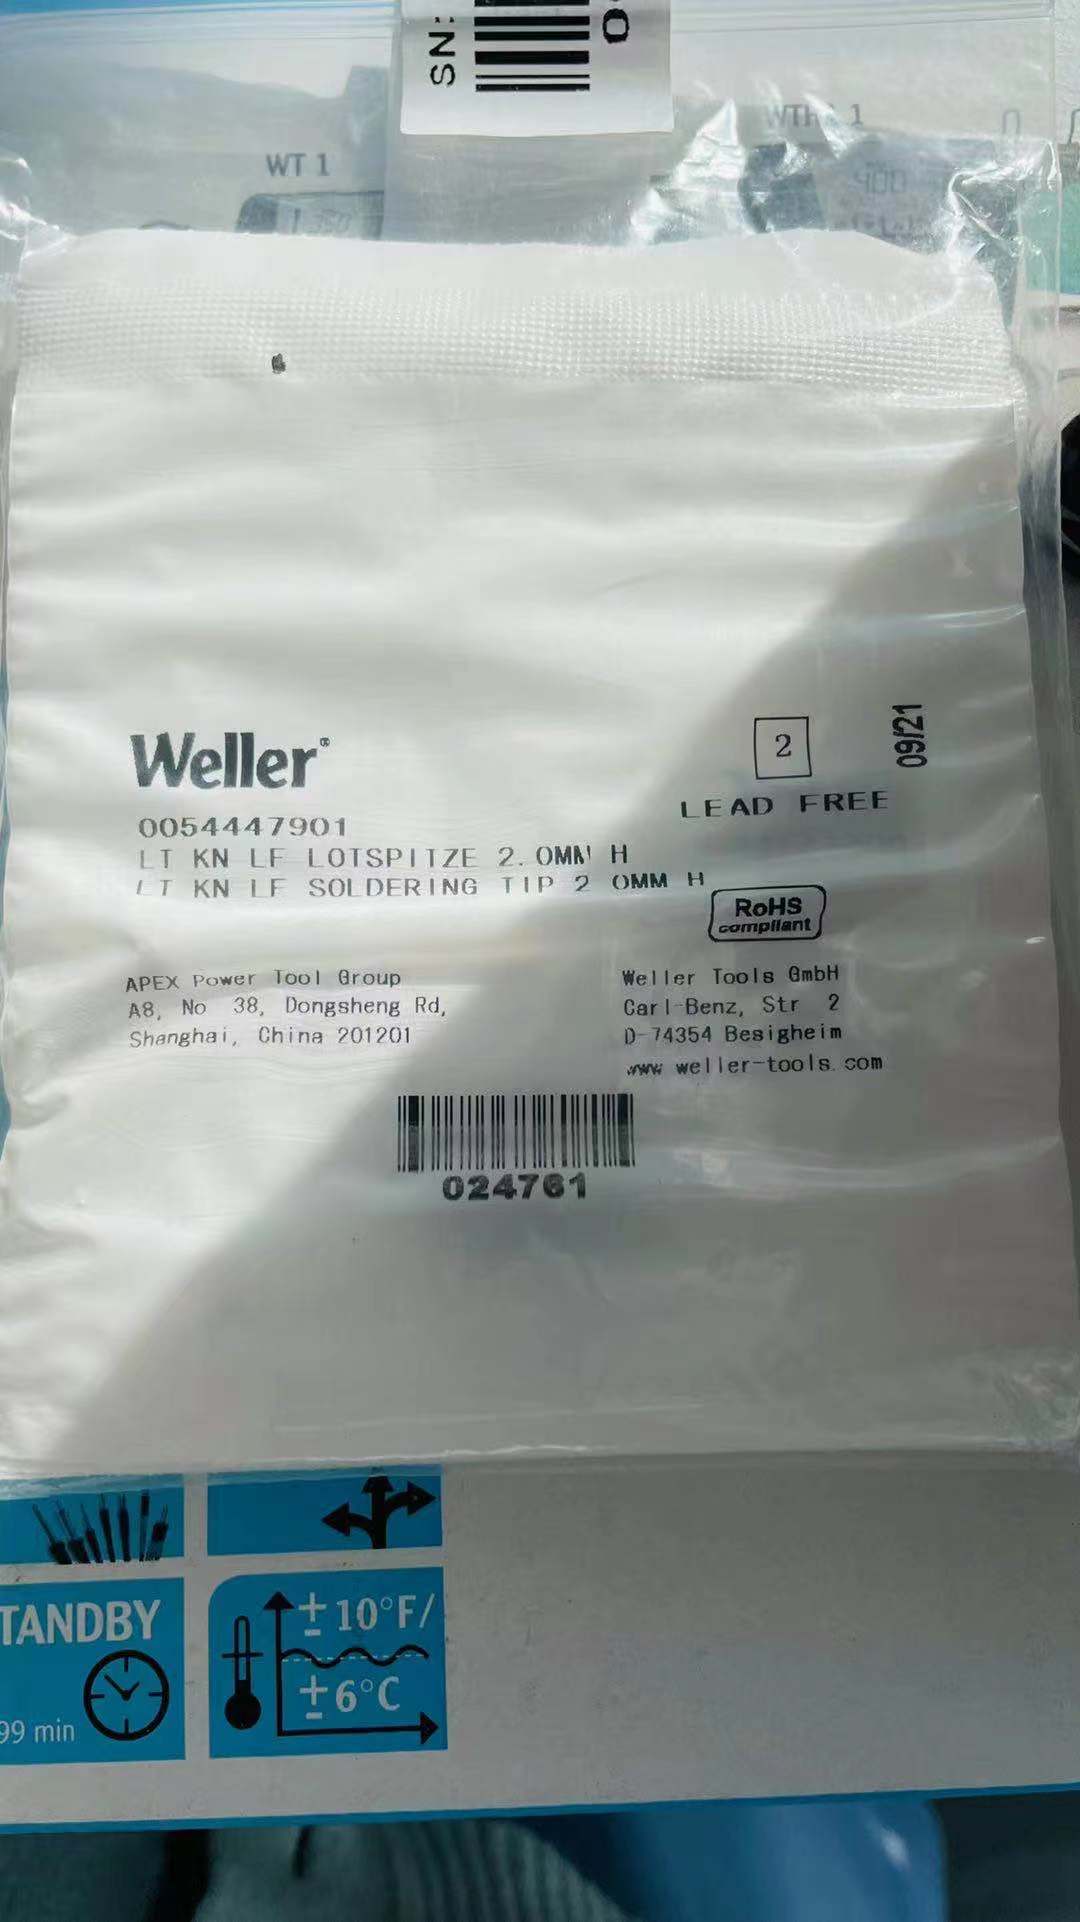 SN:
WT 1
1
400
Weller®
2
09/21
LEAD FREE
0054447901
LT KN LF LOTSPITZE 2.0MM H
LT KN LF SOLDERING TIP 2 0MM H
RoHS
compliant
APEX Power Tool Group
A8, No 38, Dongsheng Rd,
Shanghai, China 201201
Weller Tools GmbH
Carl-Benz, Str 2
D-74354 Besigheim
www weller-tools.com
024761
TANDBY
99 min
± 10°F/
± 6°C